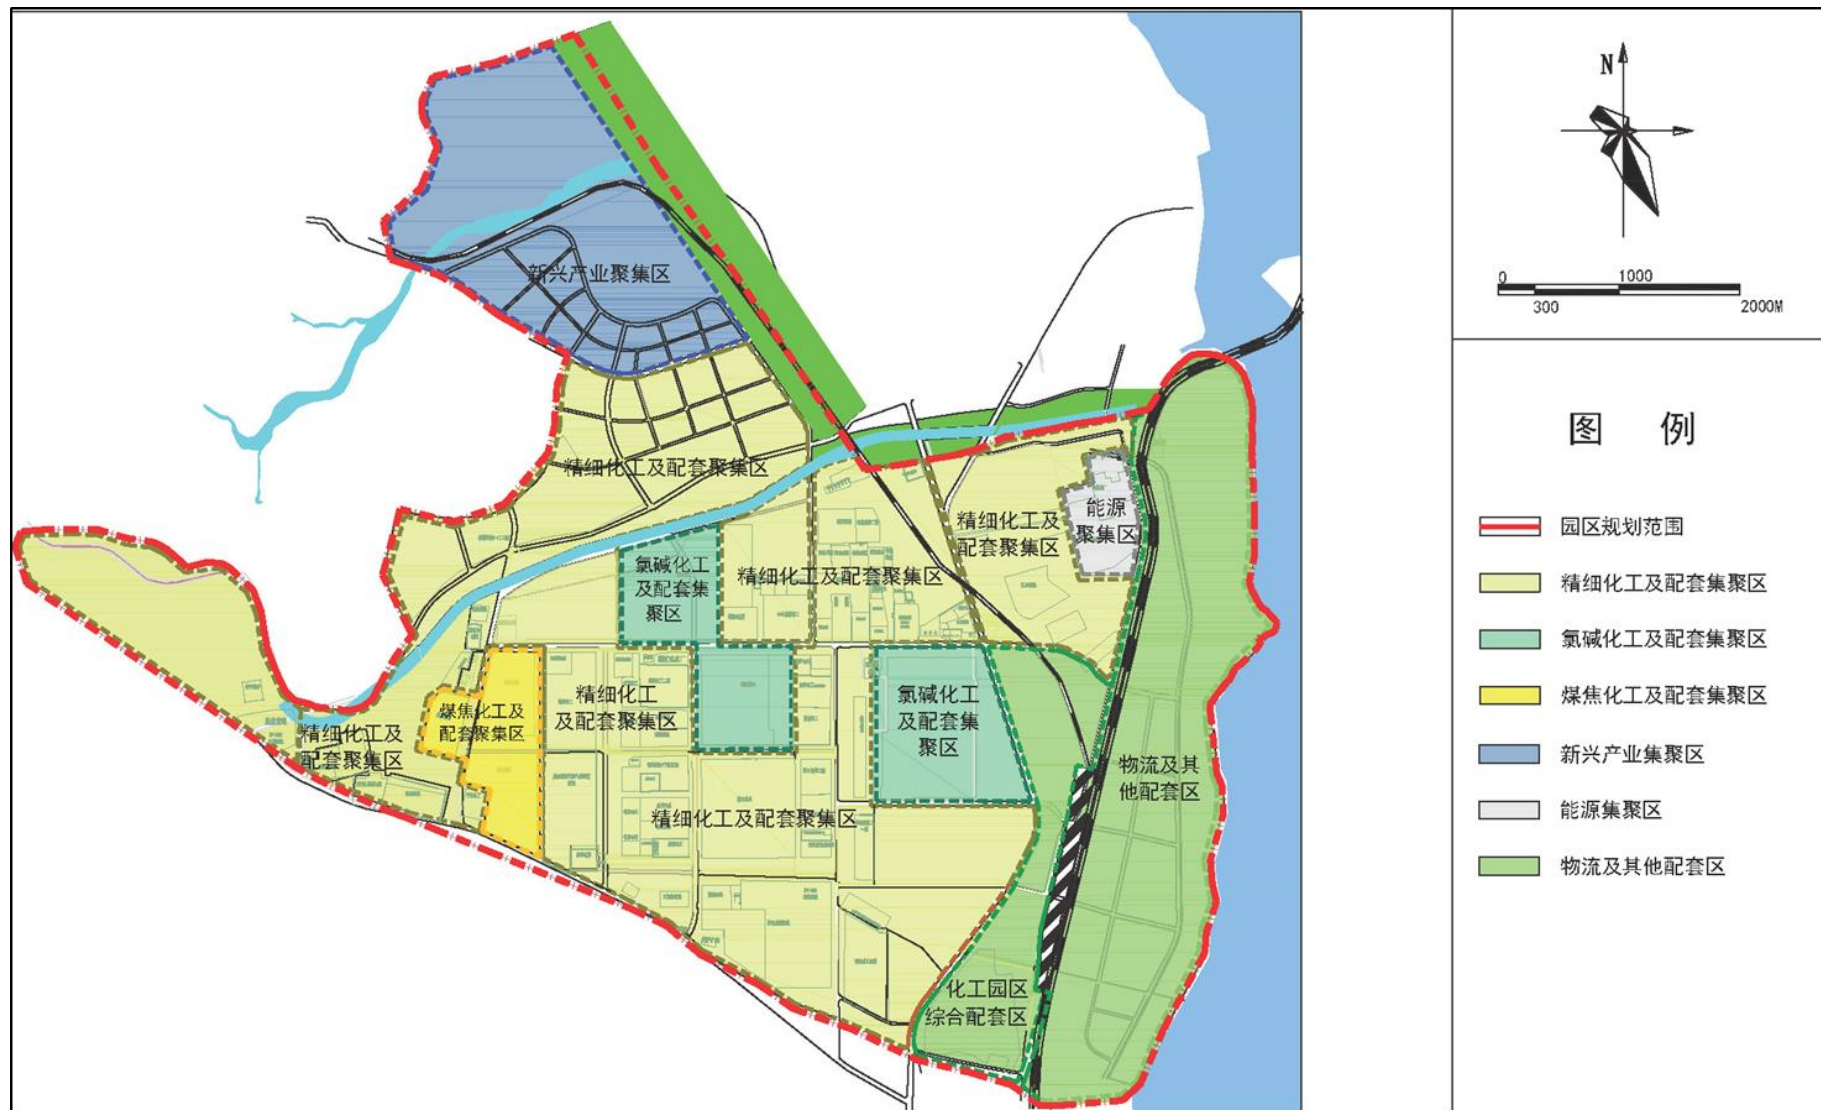 N
0
1000
300
2000M
图 例
园区规划范围
精细化工及配套集聚区
氯碱化工及配套集聚区
煤焦化工及配套集聚区
新兴产业集聚区
能源集聚区
物流及其他配套区
新兴产业聚集区
精细化工及配套聚集区
精细化工及
配套聚集区
能源
聚集区
氯碱化工
及配套集
聚区
精细化工及配套聚集区
精细化工
及配套聚集区
煤焦化工及
配套聚集区
精细化工及
配套聚集区
氯碱化工
及配套集
聚区
物流及其
他配套区
精细化工及配套聚集区
化工园区
综合配套区